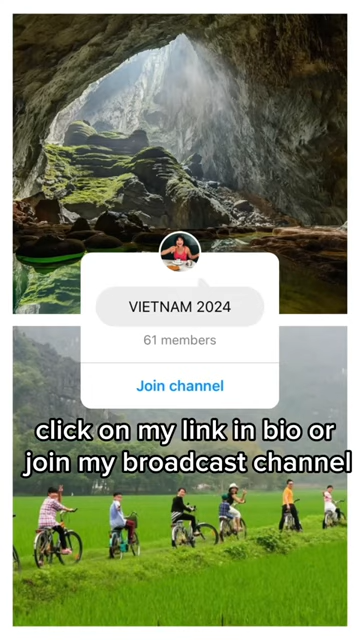 VIETNAM 2024
61 members
Join channel
click on my link in bio or
join my broadcast channel